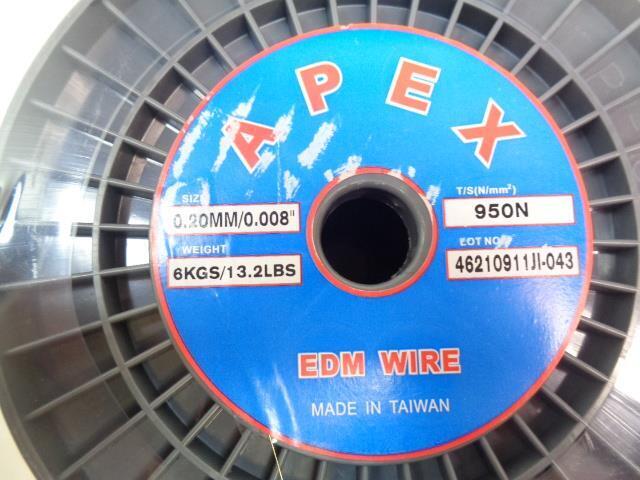 APEX
SIZE
0.20MM/0.008"
WEIGHT
6KGS/13.2LBS
T/S(N/mm²)
950N
LOT NO
46210911JI-043
EDM WIRE
MADE IN TAIWAN